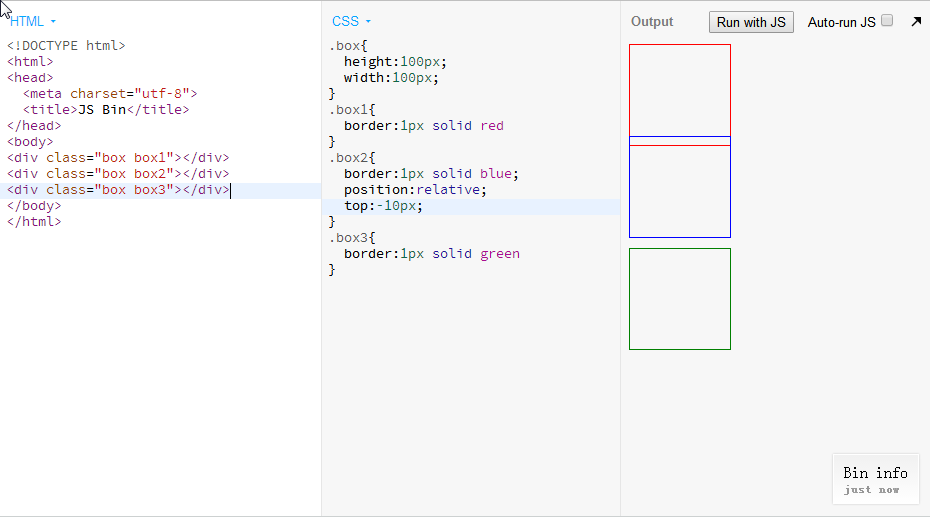 HTML
<!DOCTYPE html>
<html>
<head>
  <meta charset="utf-8">
  <title>JS Bin</title>
</head>
<body>
<div class="box box1"></div>
<div class="box box2"></div>
<div class="box box3"></div>
</body>
</html>
CSS
.box{
  height:100px;
  width:100px;
}
.box1{
  border:1px solid red
}
.box2{
  border:1px solid blue;
  position:relative;
  top:-10px;
}
.box3{
  border:1px solid green
}
Output
Run with JS
Auto-run JS
Bin info
just now